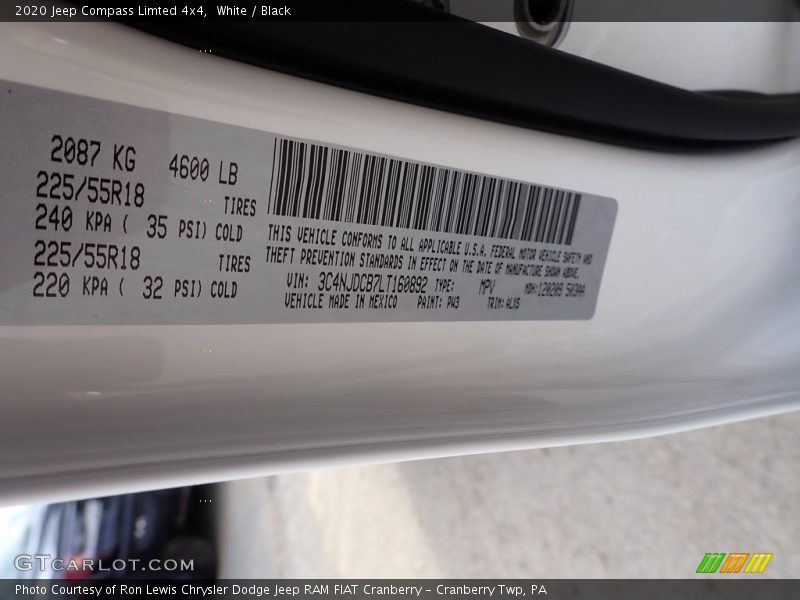 2020 Jeep Compass Limted 4x4, White / Black
2087 KG 4600 LB
225/55R18 TIRES
240 KPA ( 35 PSI) COLD
225/55R18 TIRES
220 KPA ( 32 PSI) COLD
THIS VEHICLE CONFORMS TO ALL APPLICABLE U.S.A. FEDERAL MOTOR VEHICLE SAFETY AND
THEFT PREVENTION STANDARDS IN EFFECT ON THE DATE OF MANUFACTURE SHOWN ABOVE.
VIN: 3C4NJDCB7LT160892 TYPE: MPV
VEHICLE MADE IN MEXICO PAINT: PW3 TRIM: ALX9
GTCARLOT.COM
Photo Courtesy of Ron Lewis Chrysler Dodge Jeep RAM FIAT Cranberry – Cranberry Twp, PA